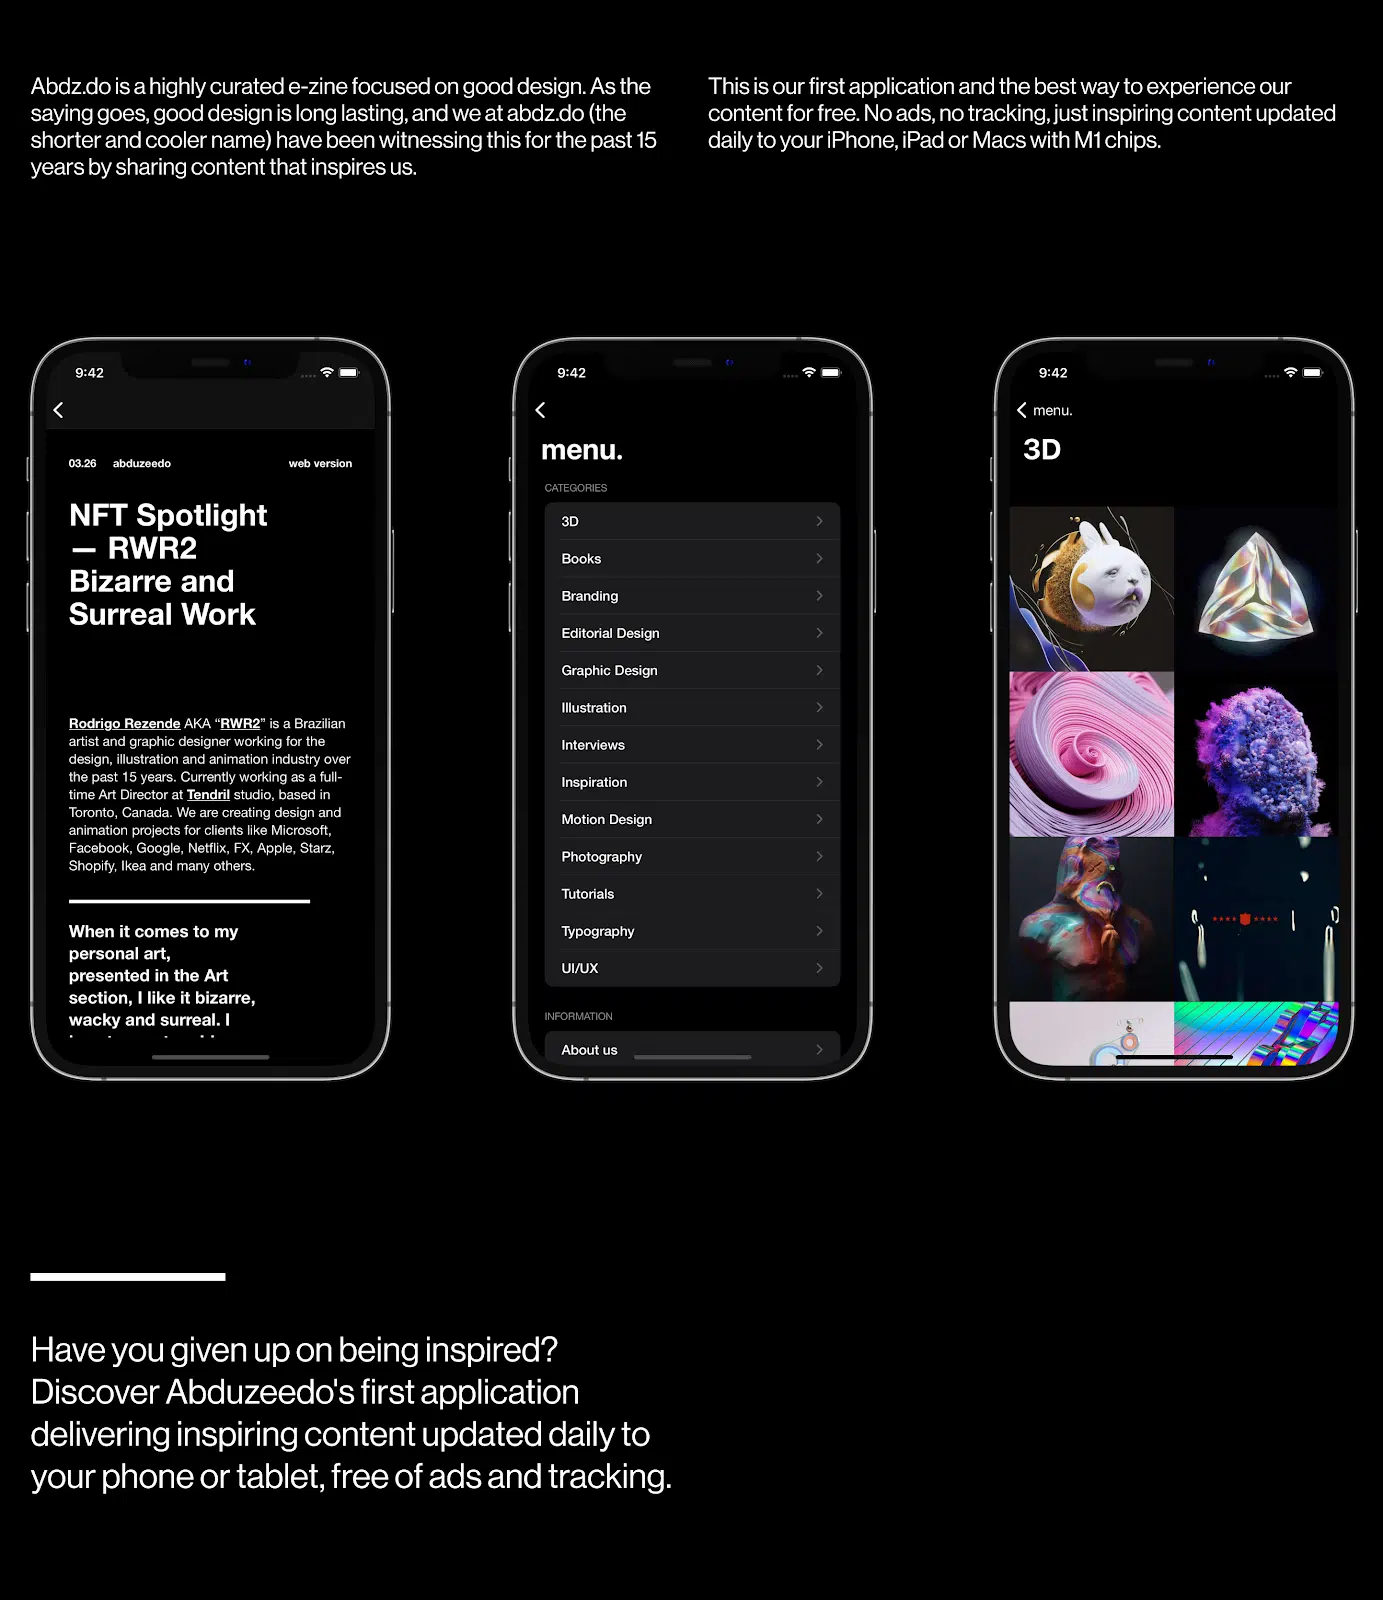 Abdz.do is a highly curated e-zine focused on good design. As the
saying goes, good design is long lasting, and we at abdz.do (the
shorter and cooler name) have been witnessing this for the past 15
years by sharing content that inspires us.
This is our first application and the best way to experience our
content for free. No ads, no tracking, just inspiring content updated
daily to your iPhone, iPad or Macs with M1 chips.
9:42
03.26 abduzeedo web version
NFT Spotlight
— RWR2
Bizarre and
Surreal Work
Rodrigo Rezende AKA “RWR2” is a Brazilian
artist and graphic designer working for the
design, illustration and animation industry over
the past 15 years. Currently working as a full-
time Art Director at Tendril studio, based in
Toronto, Canada. We are creating design and
animation projects for clients like Microsoft,
Facebook, Google, Netflix, FX, Apple, Starz,
Shopify, Ikea and many others.
When it comes to my
personal art,
presented in the Art
section, I like it bizarre,
wacky and surreal. I
9:42
menu.
CATEGORIES
3D
Books
Branding
Editorial Design
Graphic Design
Illustration
Interviews
Inspiration
Motion Design
Photography
Tutorials
Typography
UI/UX
INFORMATION
About us
9:42
menu.
3D
Have you given up on being inspired?
Discover Abduzeedo's first application
delivering inspiring content updated daily to
your phone or tablet, free of ads and tracking.